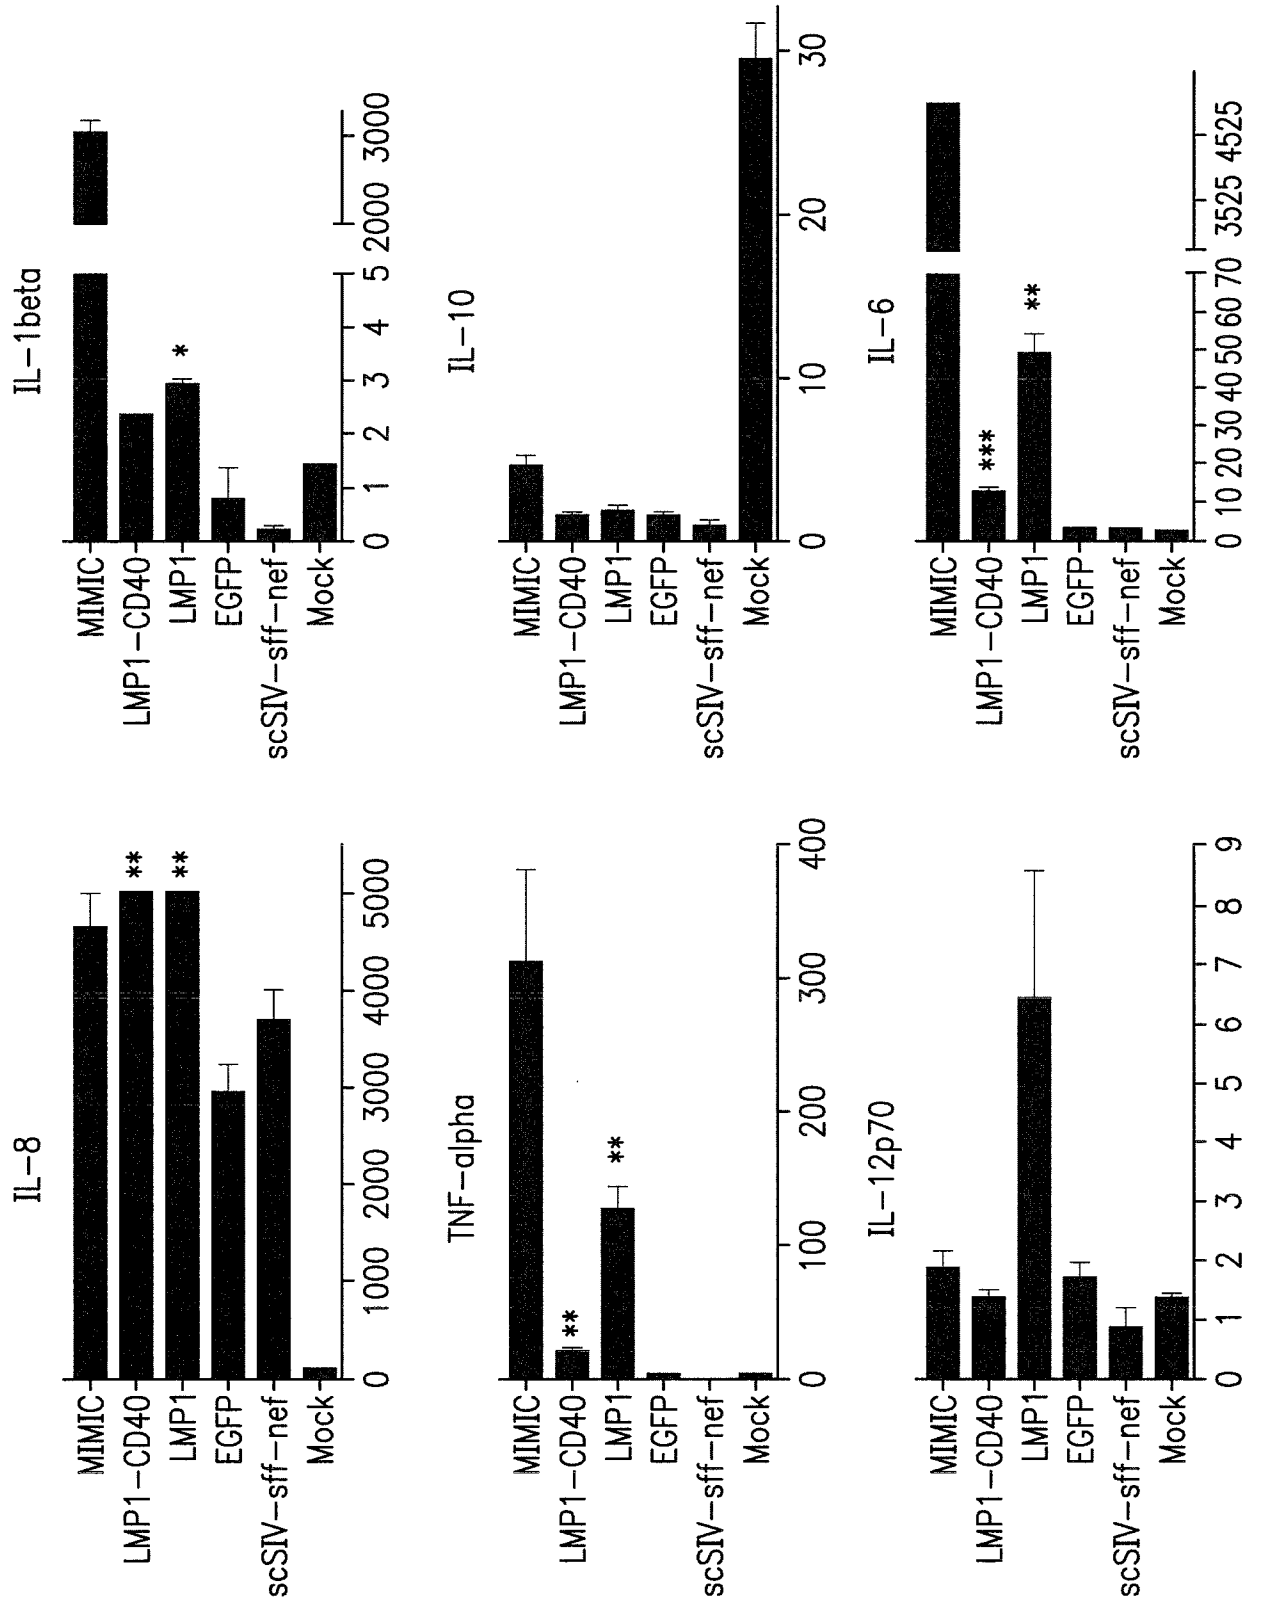 IL-8
MIMIC
LMP1-CD40
**
LMP1
**
EGFP
scSIV-sff-nef
Mock
0 1000 2000 3000 4000 5000
IL-1beta
MIMIC
LMP1-CD40
LMP1
*
EGFP
scSIV-sff-nef
Mock
0 1 2 3 4 5 2000 3000
TNF-alpha
MIMIC
LMP1-CD40
**
LMP1
**
EGFP
scSIV-sff-nef
Mock
0 100 200 300 400
IL-10
MIMIC
LMP1-CD40
LMP1
EGFP
scSIV-sff-nef
Mock
0 10 20 30
IL-12p70
MIMIC
LMP1-CD40
LMP1
EGFP
scSIV-sff-nef
Mock
0 1 2 3 4 5 6 7 8 9
IL-6
MIMIC
LMP1-CD40
***
LMP1
**
EGFP
scSIV-sff-nef
Mock
0 10 20 30 40 50 60 70 3525 4525